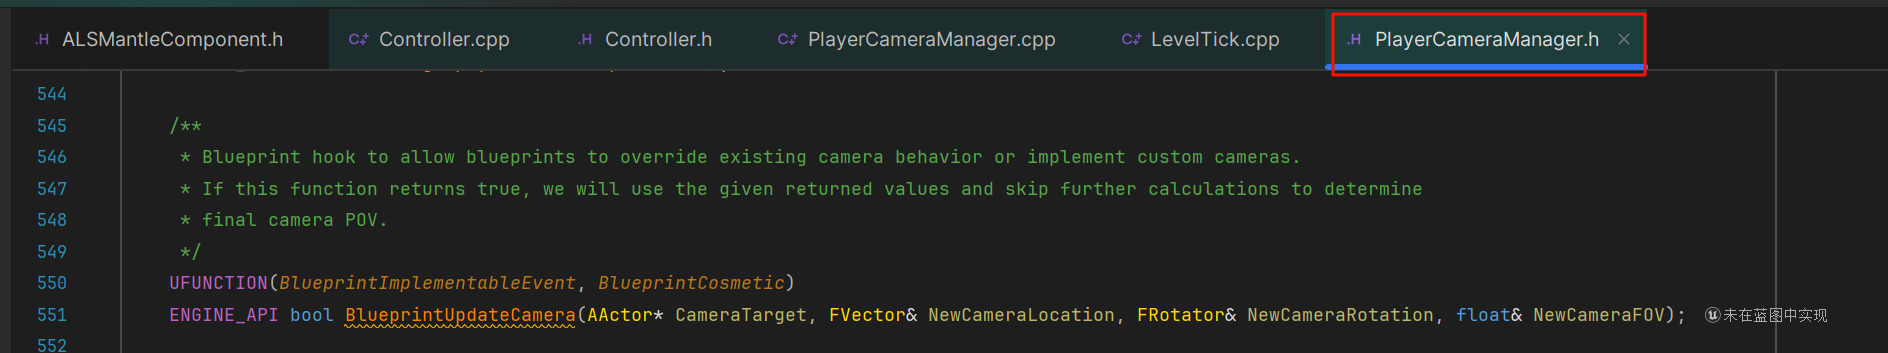 .H ALSMantleComponent.h C++ Controller.cpp .H Controller.h C++ PlayerCameraManager.cpp C++ LevelTick.cpp .H PlayerCameraManager.h ×
544
545 /**
546 * Blueprint hook to allow blueprints to override existing camera behavior or implement custom cameras.
547 * If this function returns true, we will use the given returned values and skip further calculations to determine
548 * final camera POV.
549 */
550 UFUNCTION(BlueprintImplementableEvent, BlueprintCosmetic)
551 ENGINE_API bool BlueprintUpdateCamera(AActor* CameraTarget, FVector& NewCameraLocation, FRotator& NewCameraRotation, float& NewCameraFOV); 未在蓝图中实现
552